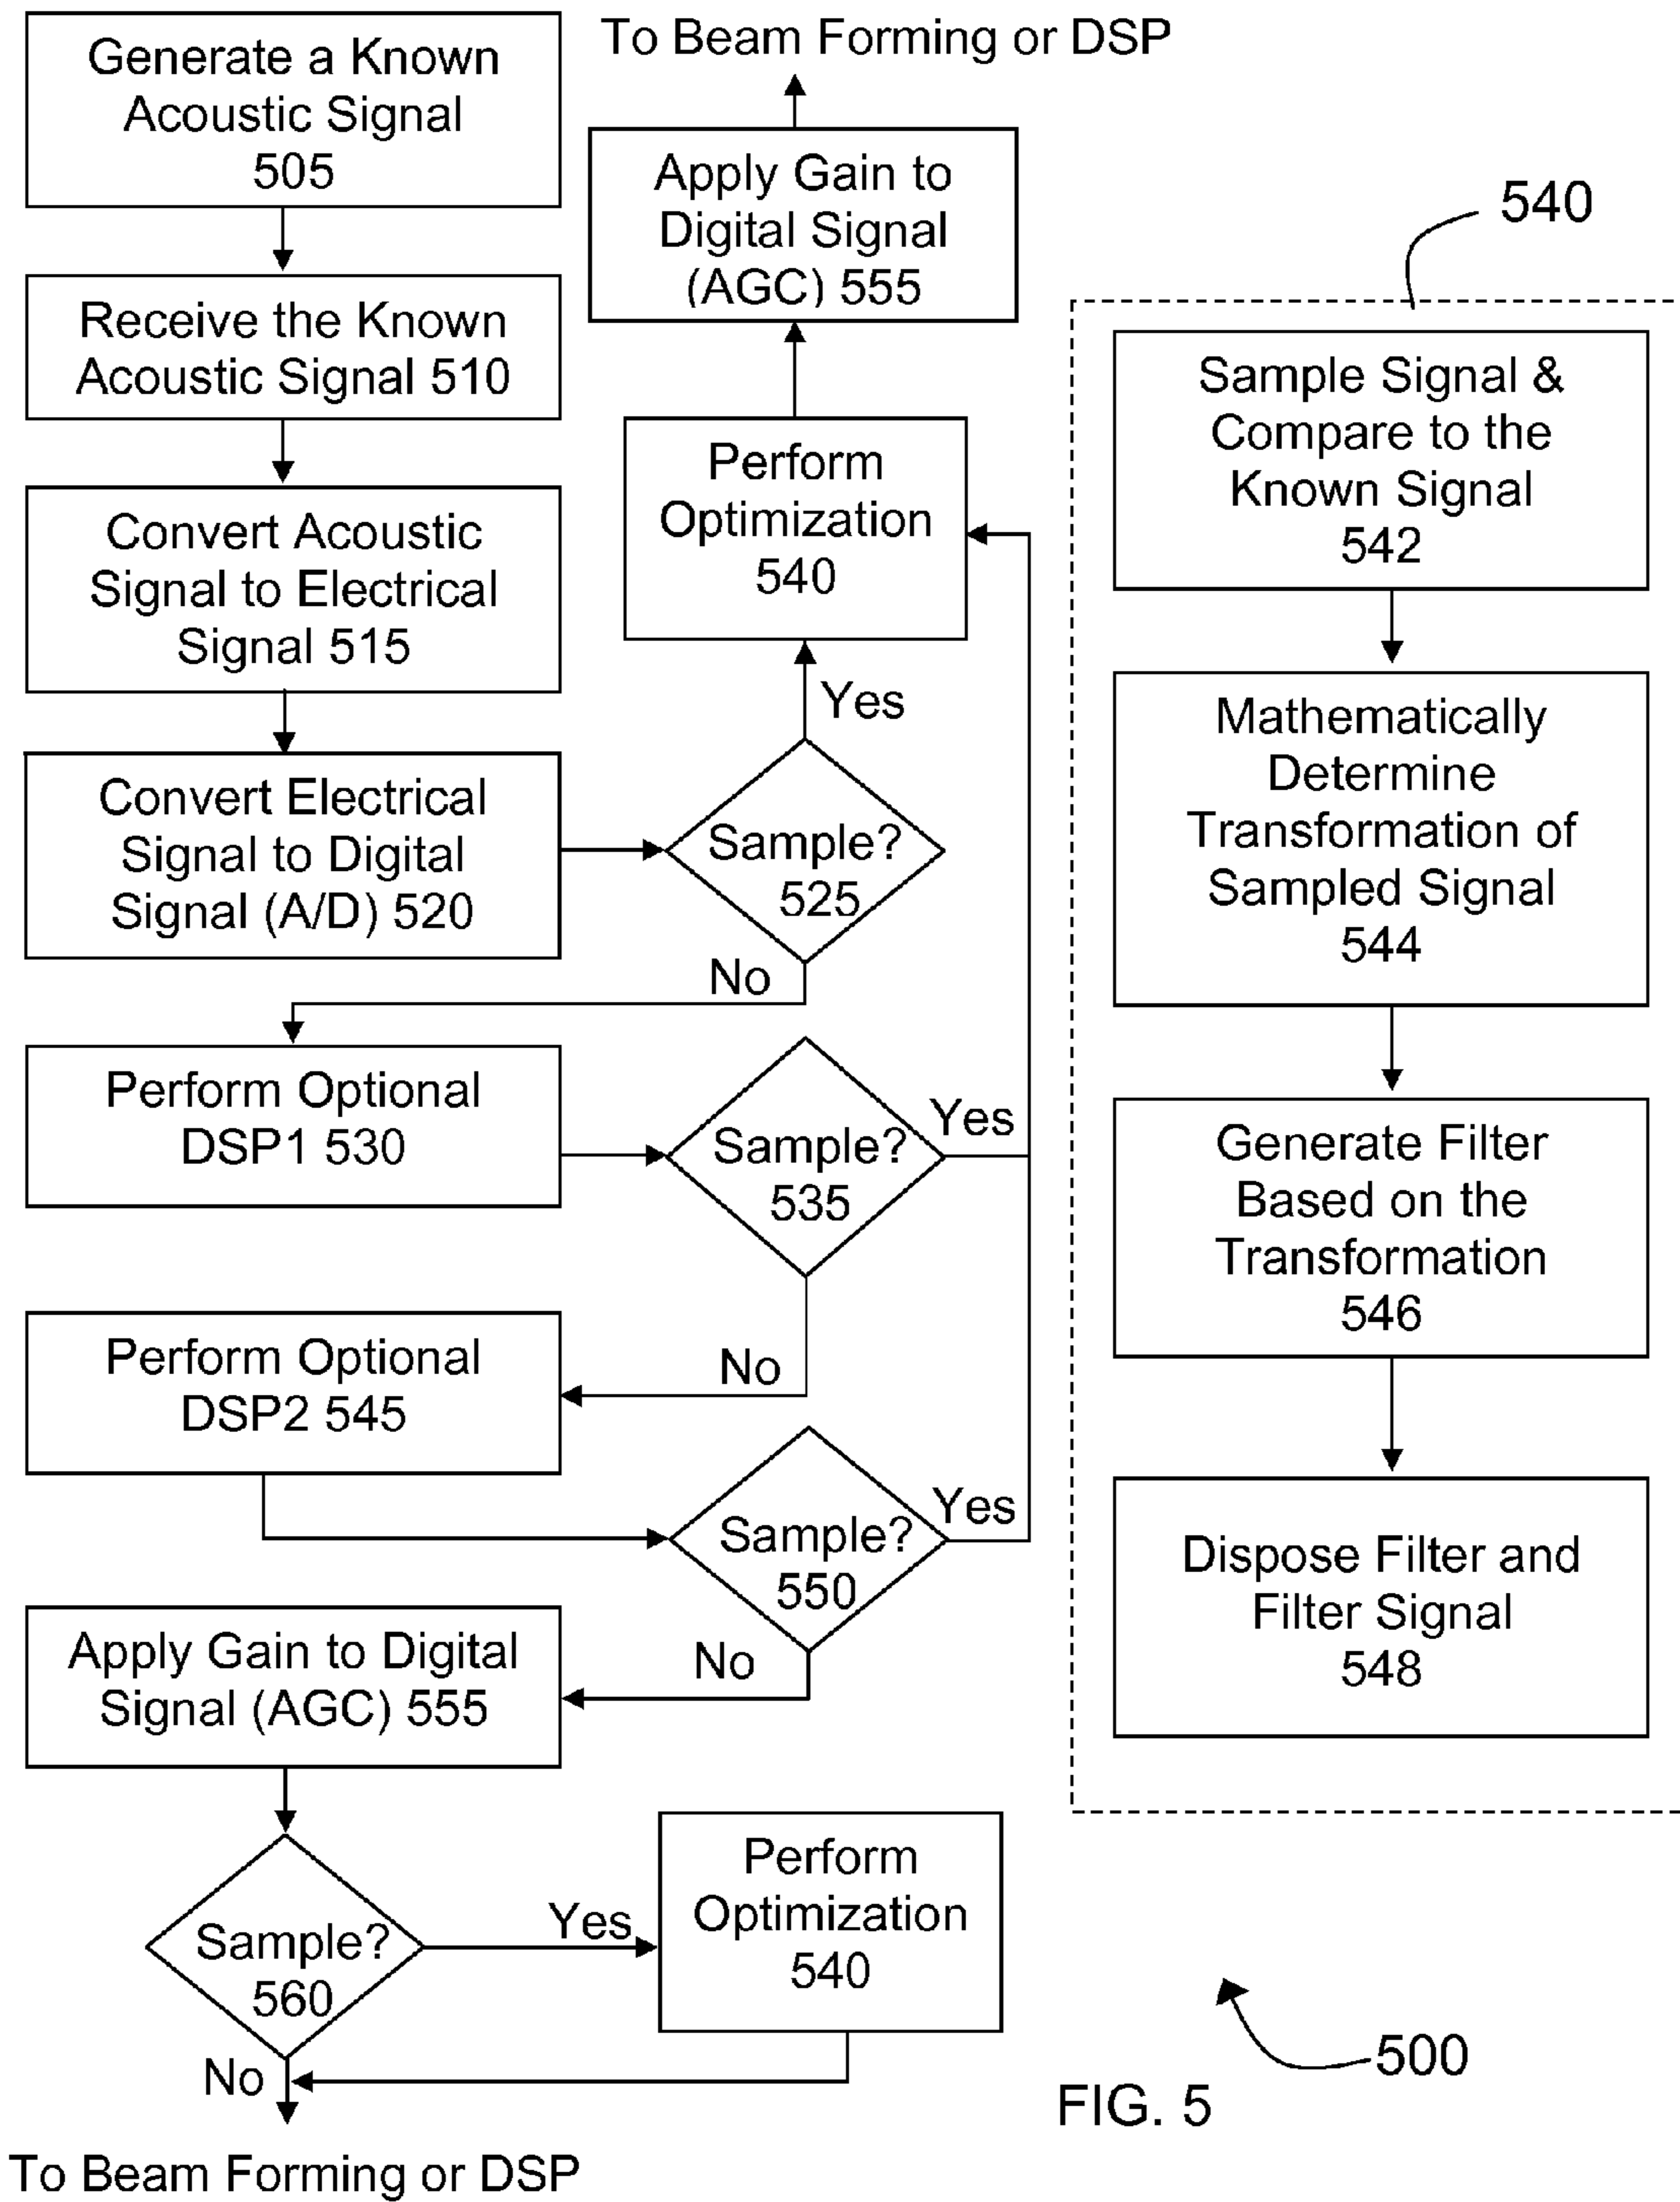 Generate a Known
Acoustic Signal
505
Receive the Known
Acoustic Signal 510
Convert Acoustic
Signal to Electrical
Signal 515
Convert Electrical
Signal to Digital
Signal (A/D) 520
Sample?
525
Yes
No
Perform
Optimization
540
Apply Gain to
Digital Signal
(AGC) 555
To Beam Forming or DSP
Perform Optional
DSP1 530
Sample?
535
Yes
No
Perform Optional
DSP2 545
Sample?
550
Yes
No
Apply Gain to Digital
Signal (AGC) 555
Sample?
560
Yes
No
Perform
Optimization
540
To Beam Forming or DSP
540
Sample Signal &
Compare to the
Known Signal
542
Mathematically
Determine
Transformation of
Sampled Signal
544
Generate Filter
Based on the
Transformation
546
Dispose Filter and
Filter Signal
548
500
FIG. 5